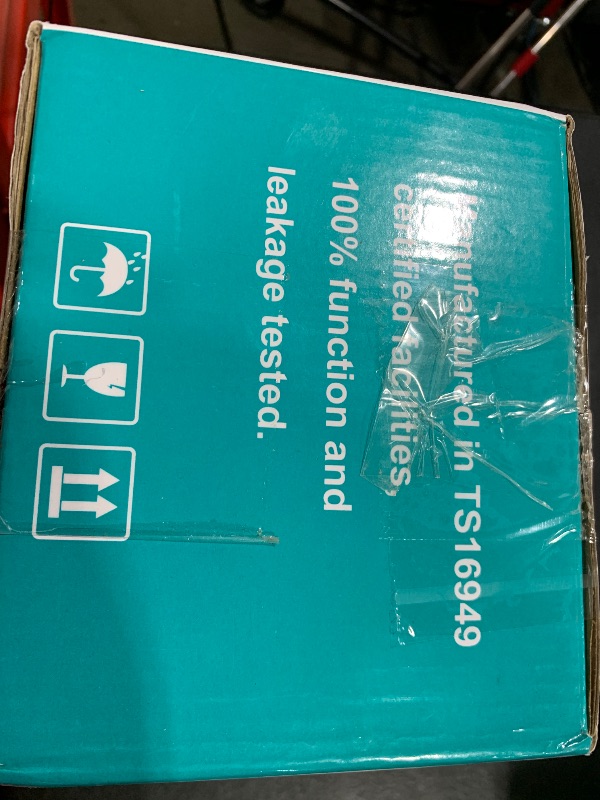 Manufactured in TS16949
certified facilities,
100% function and
leakage tested.